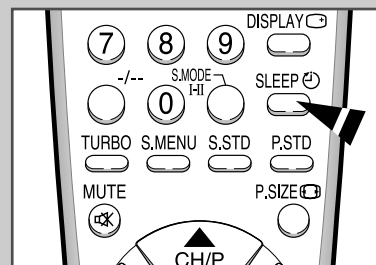 DISPLAY
7 8 9
-/-- S.MODE I-II SLEEP
0
TURBO S.MENU S.STD P.STD
MUTE P.SIZE
CH/P